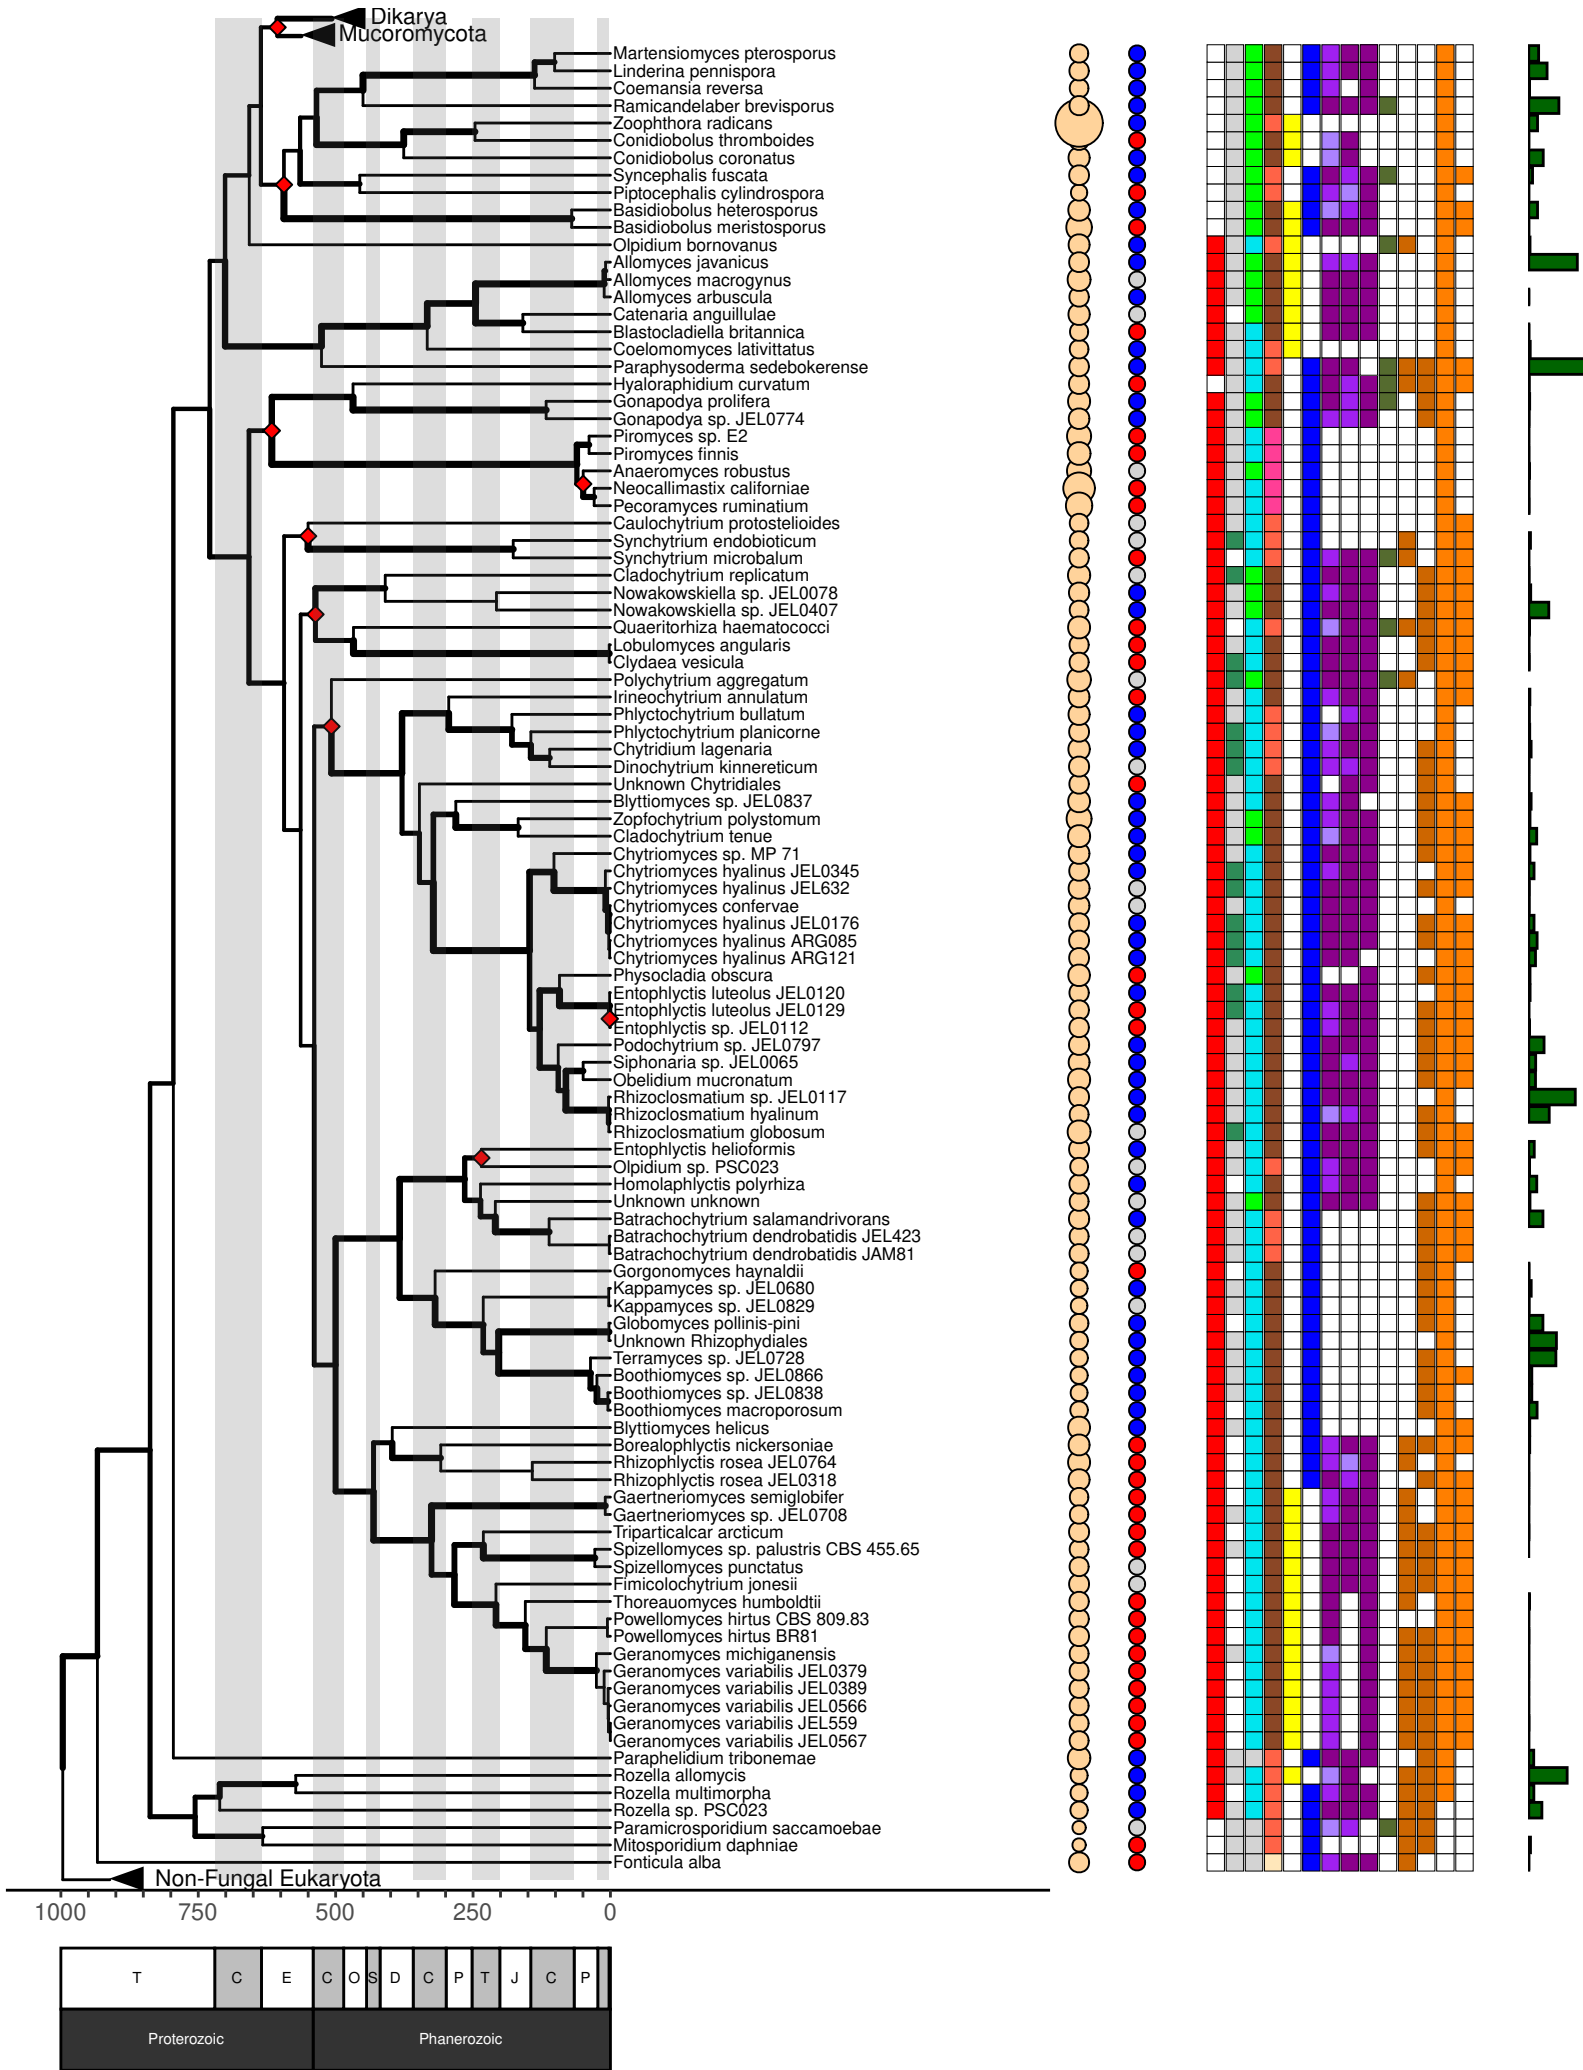 Dikarya
Mucoromycota
Martensiomyces pterosporus
Linderina pennispora
Coemansia reversa
Ramicandelaber brevisporus
Zoophthora radicans
Conidiobolus thromboides
Conidiobolus coronatus
Syncephalis fuscata
Piptocephalis cylindrospora
Basidiobolus heterosporus
Basidiobolus meristosporus
Olpidium bornovanus
Allomyces javanicus
Allomyces macrogynus
Allomyces arbuscula
Catenaria anguillulae
Blastocladiella britannica
Coelomomyces lativittatus
Paraphysoderma sedebokerense
Hyaloraphidium curvatum
Gonapodya prolifera
Gonapodya sp. JEL0774
Piromyces sp. E2
Piromyces finnis
Anaeromyces robustus
Neocallimastix californiae
Pecoramyces ruminatium
Caulochytrium protostelioides
Synchytrium endobioticum
Synchytrium microbalum
Cladochytrium replicatum
Nowakowskiella sp. JEL0078
Nowakowskiella sp. JEL0407
Quaeritorhiza haematococci
Lobulomyces angularis
Clydaea vesicula
Polychytrium aggregatum
Irineochytrium annulatum
Phlyctochytrium bullatum
Phlyctochytrium planicorne
Chytridium lagenaria
Dinochytrium kinnereticum
Unknown Chytridiales
Blyttiomyces sp. JEL0837
Zopfochytrium polystomum
Cladochytrium tenue
Chytriomyces sp. MP 71
Chytriomyces hyalinus JEL0345
Chytriomyces hyalinus JEL632
Chytriomyces confervae
Chytriomyces hyalinus JEL0176
Chytriomyces hyalinus ARG085
Chytriomyces hyalinus ARG121
Physocladia obscura
Entophlyctis luteolus JEL0120
Entophlyctis luteolus JEL0129
Entophlyctis sp. JEL0112
Podochytrium sp. JEL0797
Siphonaria sp. JEL0065
Obelidium mucronatum
Rhizoclosmatium sp. JEL0117
Rhizoclosmatium hyalinum
Rhizoclosmatium globosum
Entophlyctis helioformis
Olpidium sp. PSC023
Homolaphlyctis polyrhiza
Unknown unknown
Batrachochytrium salamandrivorans
Batrachochytrium dendrobatidis JEL423
Batrachochytrium dendrobatidis JAM81
Gorgonomyces haynaldii
Kappamyces sp. JEL0680
Kappamyces sp. JEL0829
Globomyces pollinis-pini
Unknown Rhizophydiales
Terramyces sp. JEL0728
Boothiomyces sp. JEL0866
Boothiomyces sp. JEL0838
Boothiomyces macroporosum
Blyttiomyces helicus
Borealophlyctis nickersoniae
Rhizophlyctis rosea JEL0764
Rhizophlyctis rosea JEL0318
Gaertneriomyces semiglobifer
Gaertneriomyces sp. JEL0708
Triparticalcar arcticum
Spizellomyces sp. palustris CBS 455.65
Spizellomyces punctatus
Fimicolochytrium jonesii
Thoreauomyces humboldtii
Powellomyces hirtus CBS 809.83
Powellomyces hirtus BR81
Geranomyces michiganensis
Geranomyces variabilis JEL0379
Geranomyces variabilis JEL0389
Geranomyces variabilis JEL0566
Geranomyces variabilis JEL559
Geranomyces variabilis JEL0567
Paraphelidium tribonemae
Rozella allomycis
Rozella multimorpha
Rozella sp. PSC023
Paramicrosporidium saccamoebae
Mitosporidium daphniae
Fonticula alba
Non-Fungal Eukaryota
1000 750 500 250 0
T C E C O S D C P T J C P
Proterozoic Phanerozoic